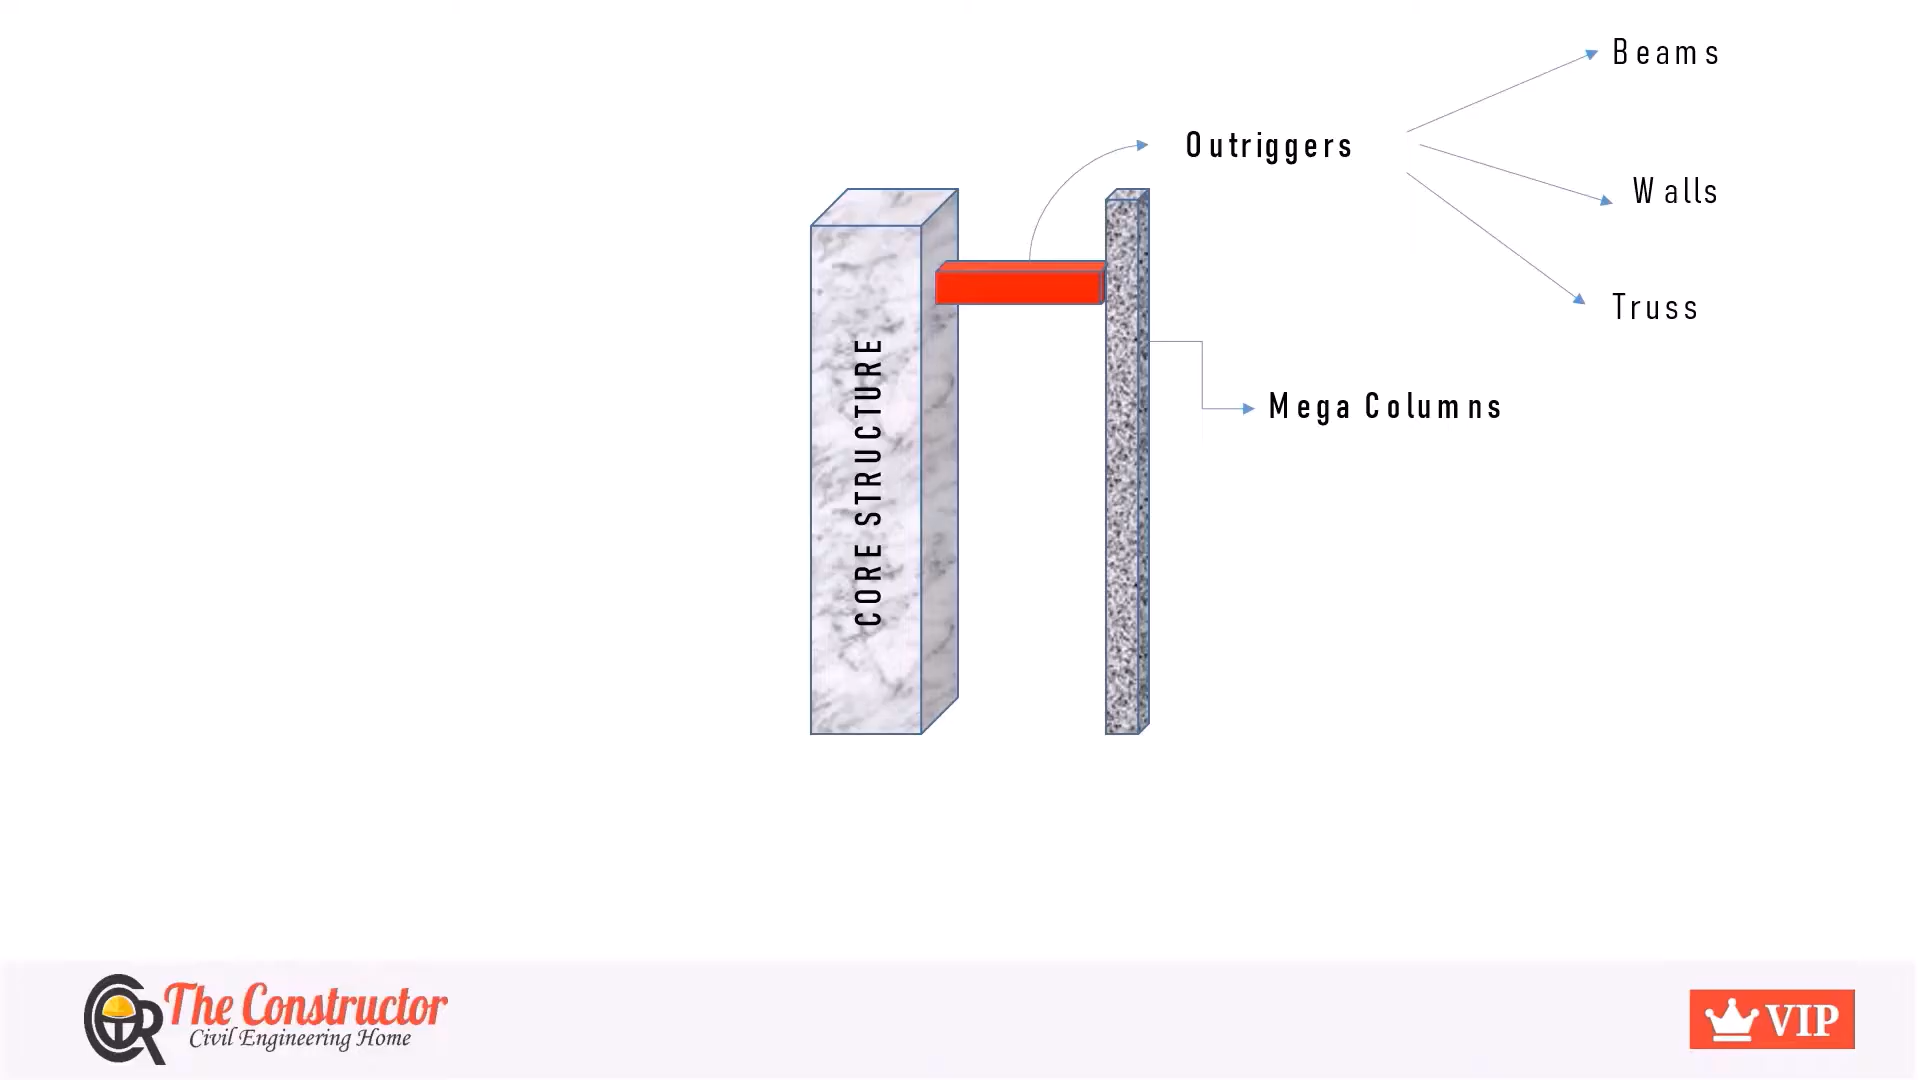 Beams
Outriggers
Walls
Truss
Mega Columns
CORE STRUCTURE
The Constructor
Civil Engineering Home
VIP